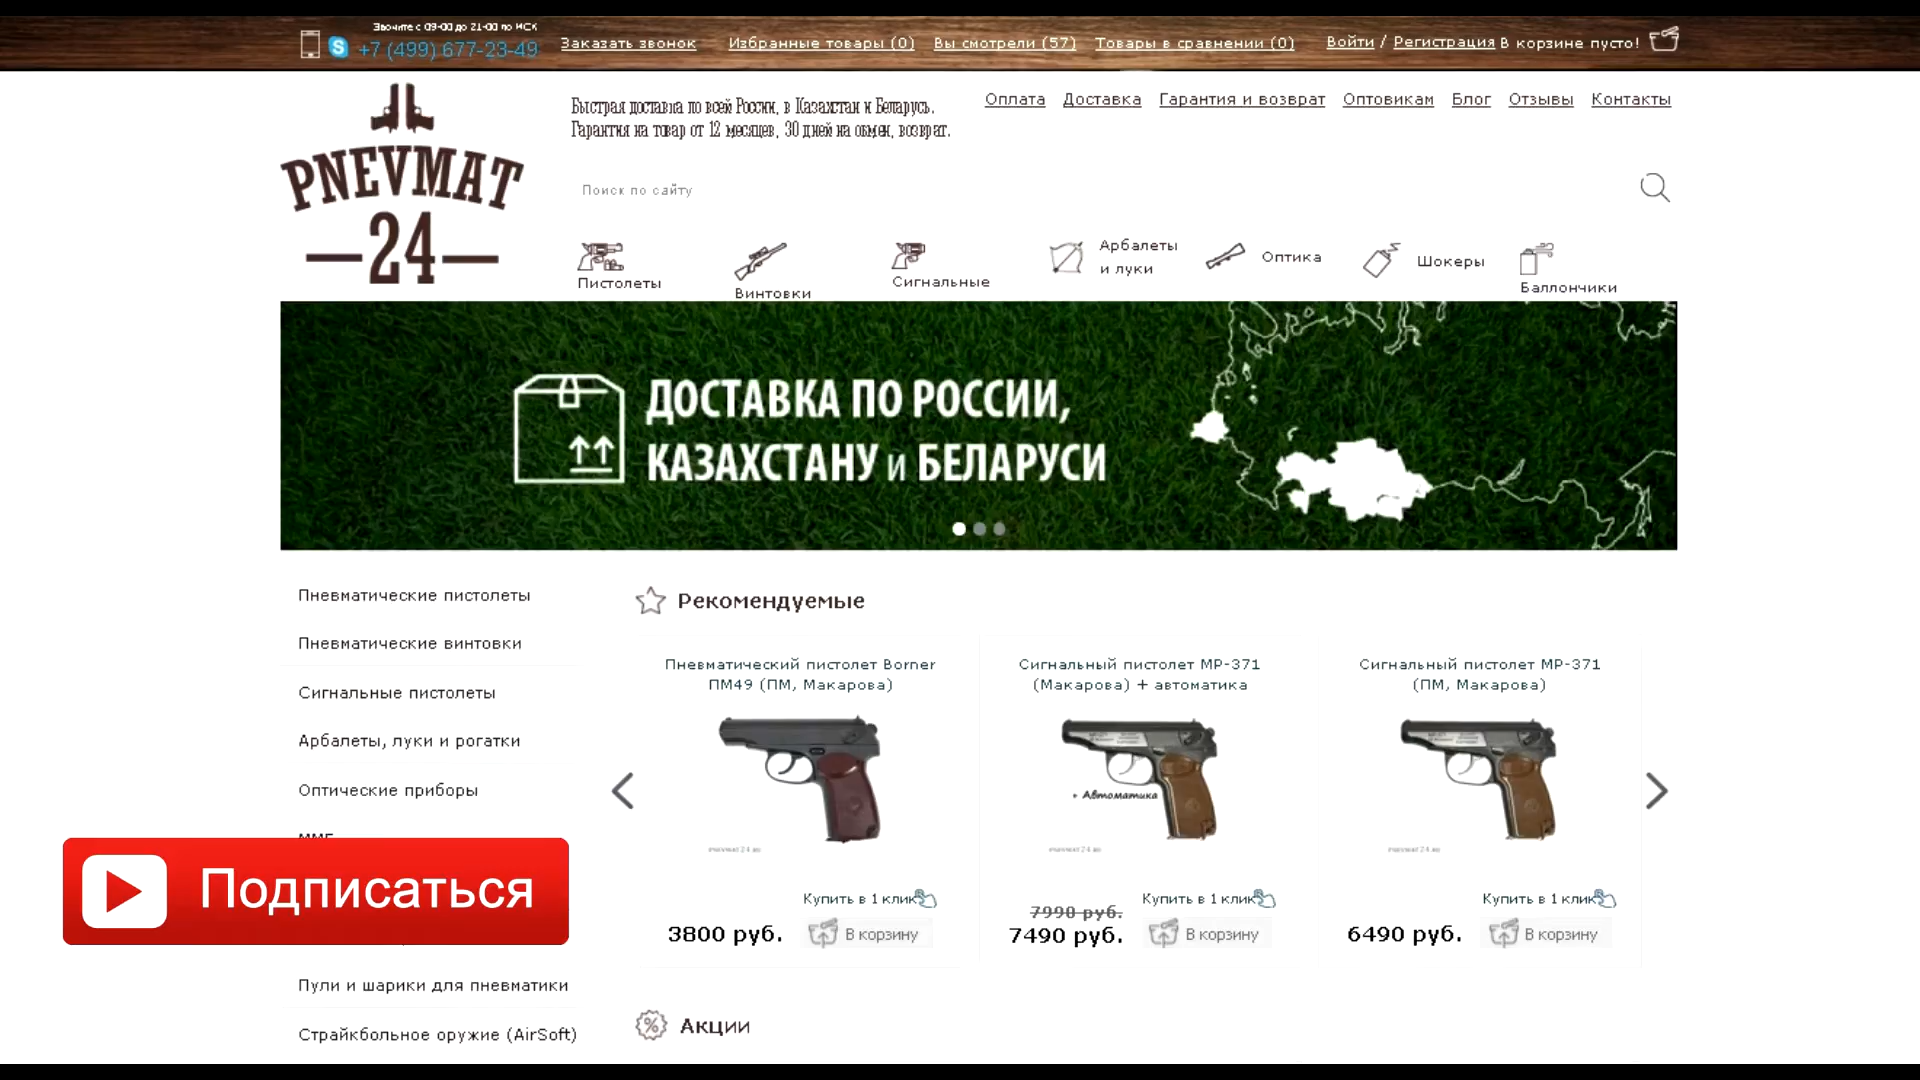 Звоните с 09-00 до 21-00 по МСК
+7 (499) 677-23-49
Заказать звонок
Избранные товары (0)
Вы смотрели (57)
Товары в сравнении (0)
Войти / Регистрация
В корзине пусто!
PNEVMAT
24
Быстрая доставка по всей России, в Казахстан и Беларусь.
Гарантия на товар от 12 месяцев, 30 дней на обмен, возврат.
Оплата
Доставка
Гарантия и возврат
Оптовикам
Блог
Отзывы
Контакты
Поиск по сайту
Пистолеты
Винтовки
Сигнальные
Арбалеты
и луки
Оптика
Шокеры
Баллончики
ДОСТАВКА ПО РОССИИ,
КАЗАХСТАНУ и БЕЛАРУСИ
Пневматические пистолеты
Пневматические винтовки
Сигнальные пистолеты
Арбалеты, луки и рогатки
Оптические приборы
Подписаться
Пули и шарики для пневматики
Страйкбольное оружие (AirSoft)
Рекомендуемые
Пневматический пистолет Borner
ПМ49 (ПМ, Макарова)
Купить в 1 клик
3800 руб.
В корзину
Сигнальный пистолет МР-371
(Макарова) + автоматика
+ Автоматика
Купить в 1 клик
7990 руб.
7490 руб.
В корзину
Сигнальный пистолет МР-371
(ПМ, Макарова)
Купить в 1 клик
6490 руб.
В корзину
Акции